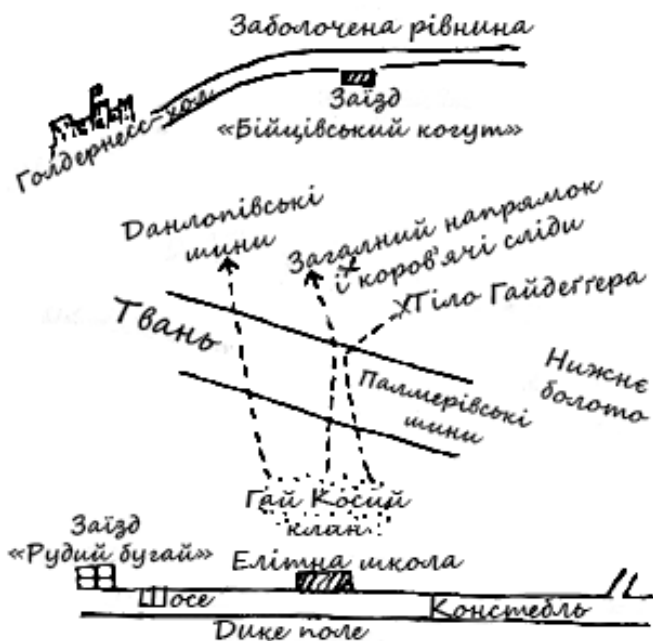 Заболочена рівнина
Заїзд
«Бійцівський когут»
Голдернесс-хол
Данлопівські
шини
Загалний напрямок
і коров'ячі сліди
Тіло Гайдеґґера
Твань
Нижнє
болото
Палмерівські
шини
Гай Косий
клан
Заїзд
«Рудий бугай»
Елітна школа
Шосе
Констебль
Дике поле